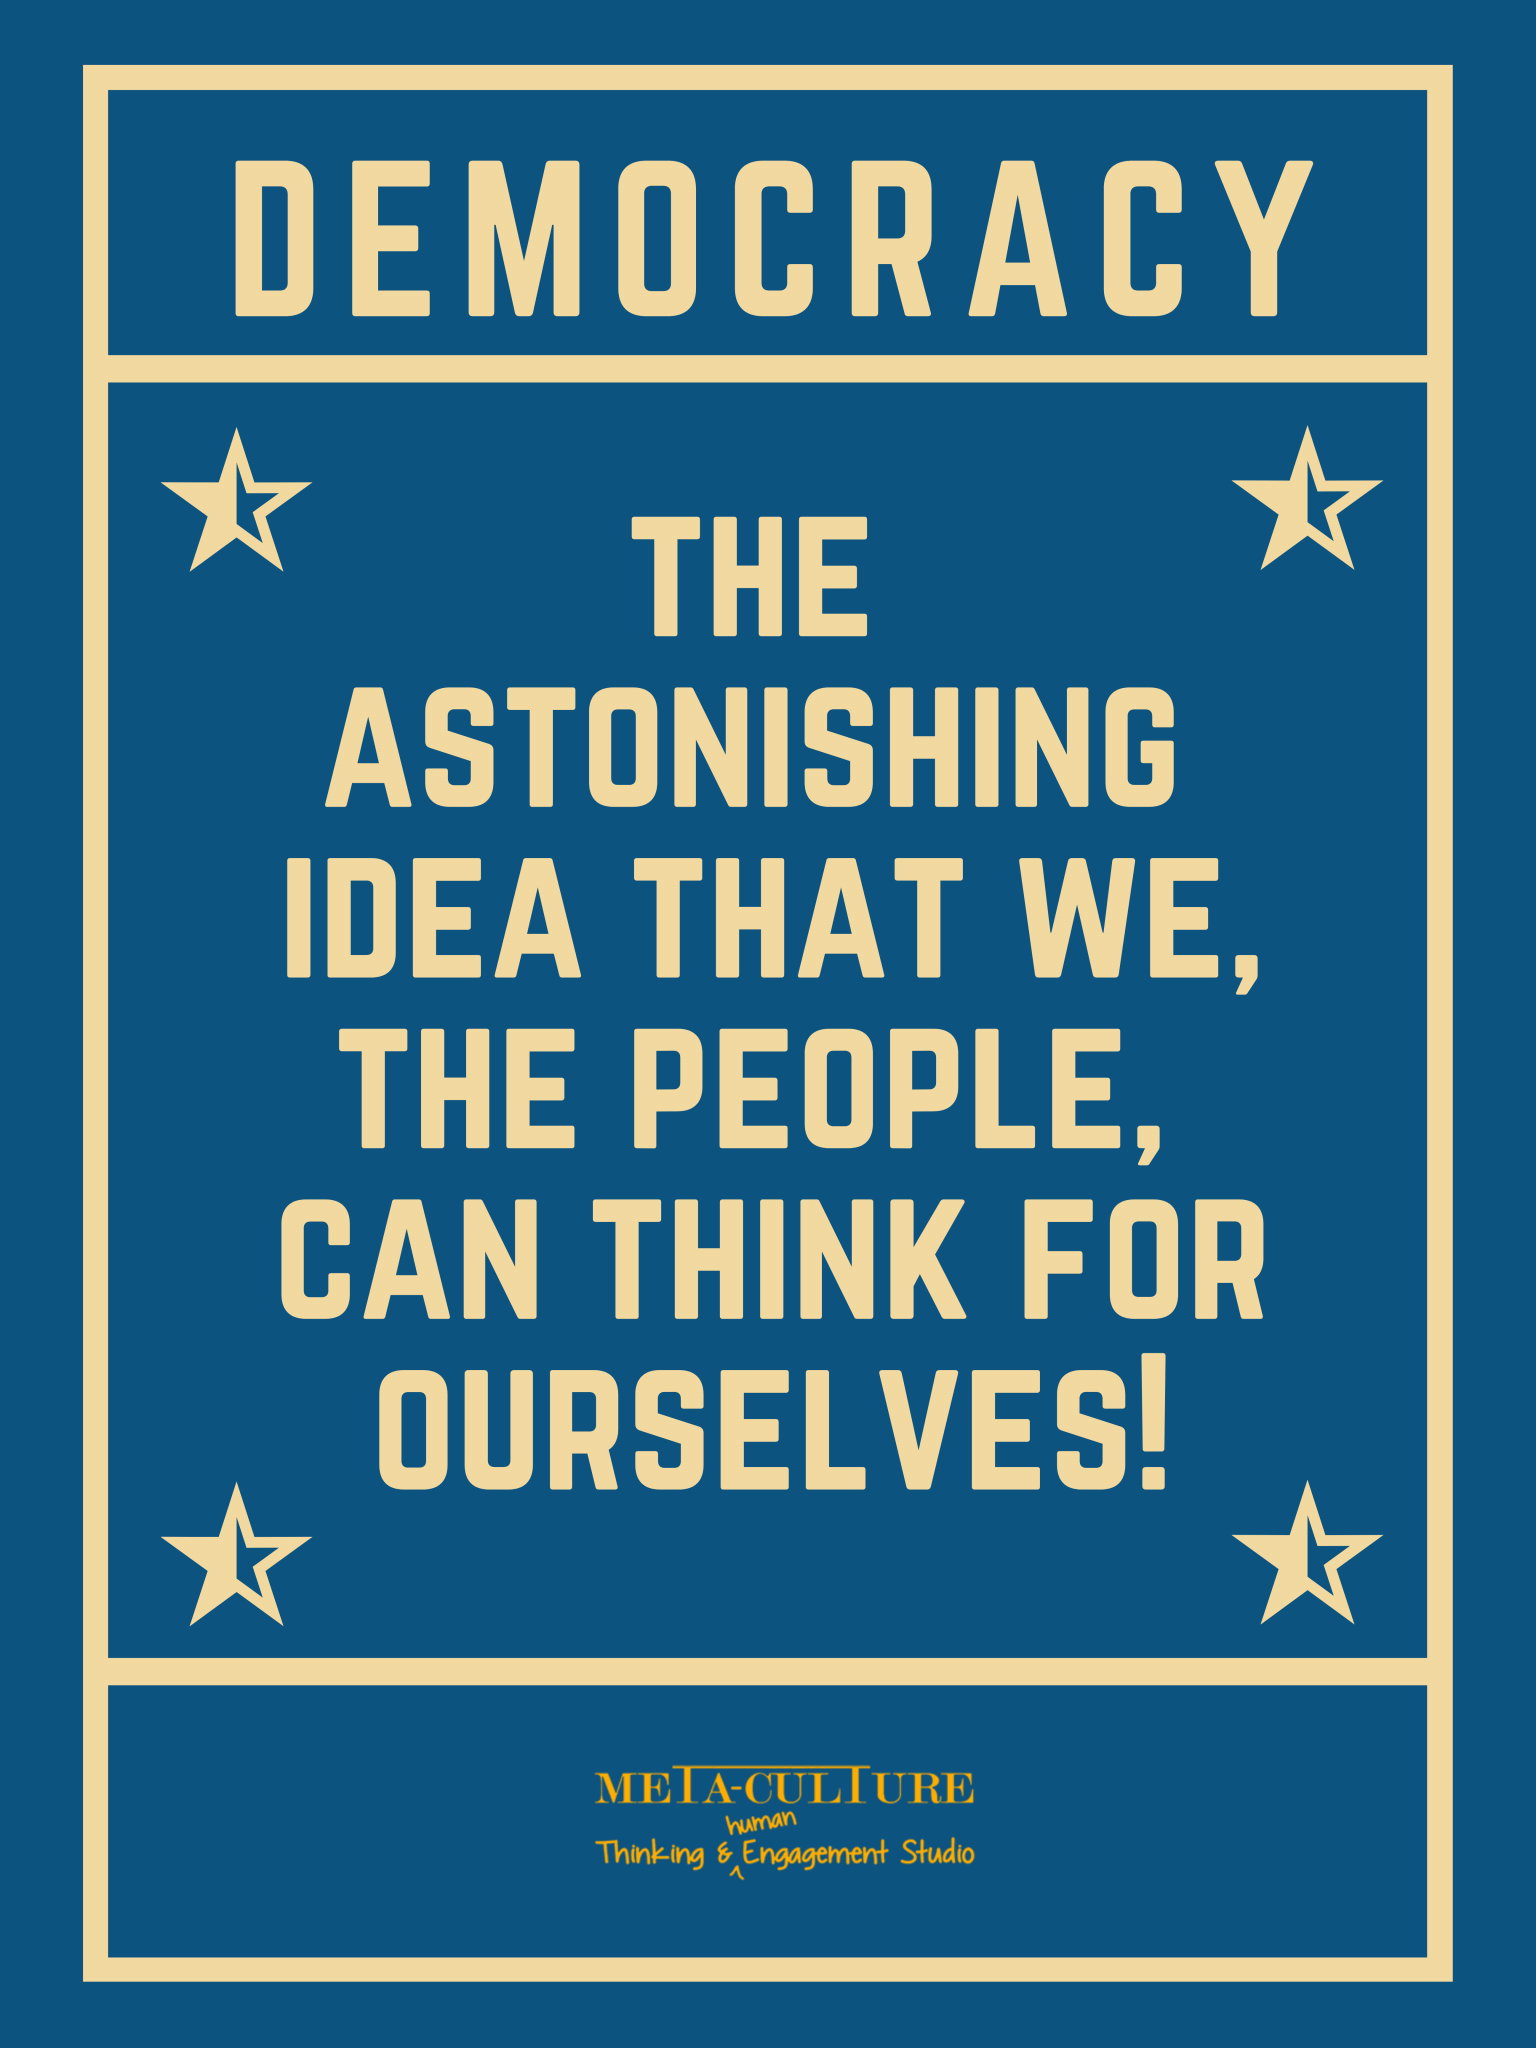 DEMOCRACY
THE
ASTONISHING
IDEA THAT WE,
THE PEOPLE,
CAN THINK FOR
OURSELVES!
META-CULTURE
human
Thinking & Engagement Studio